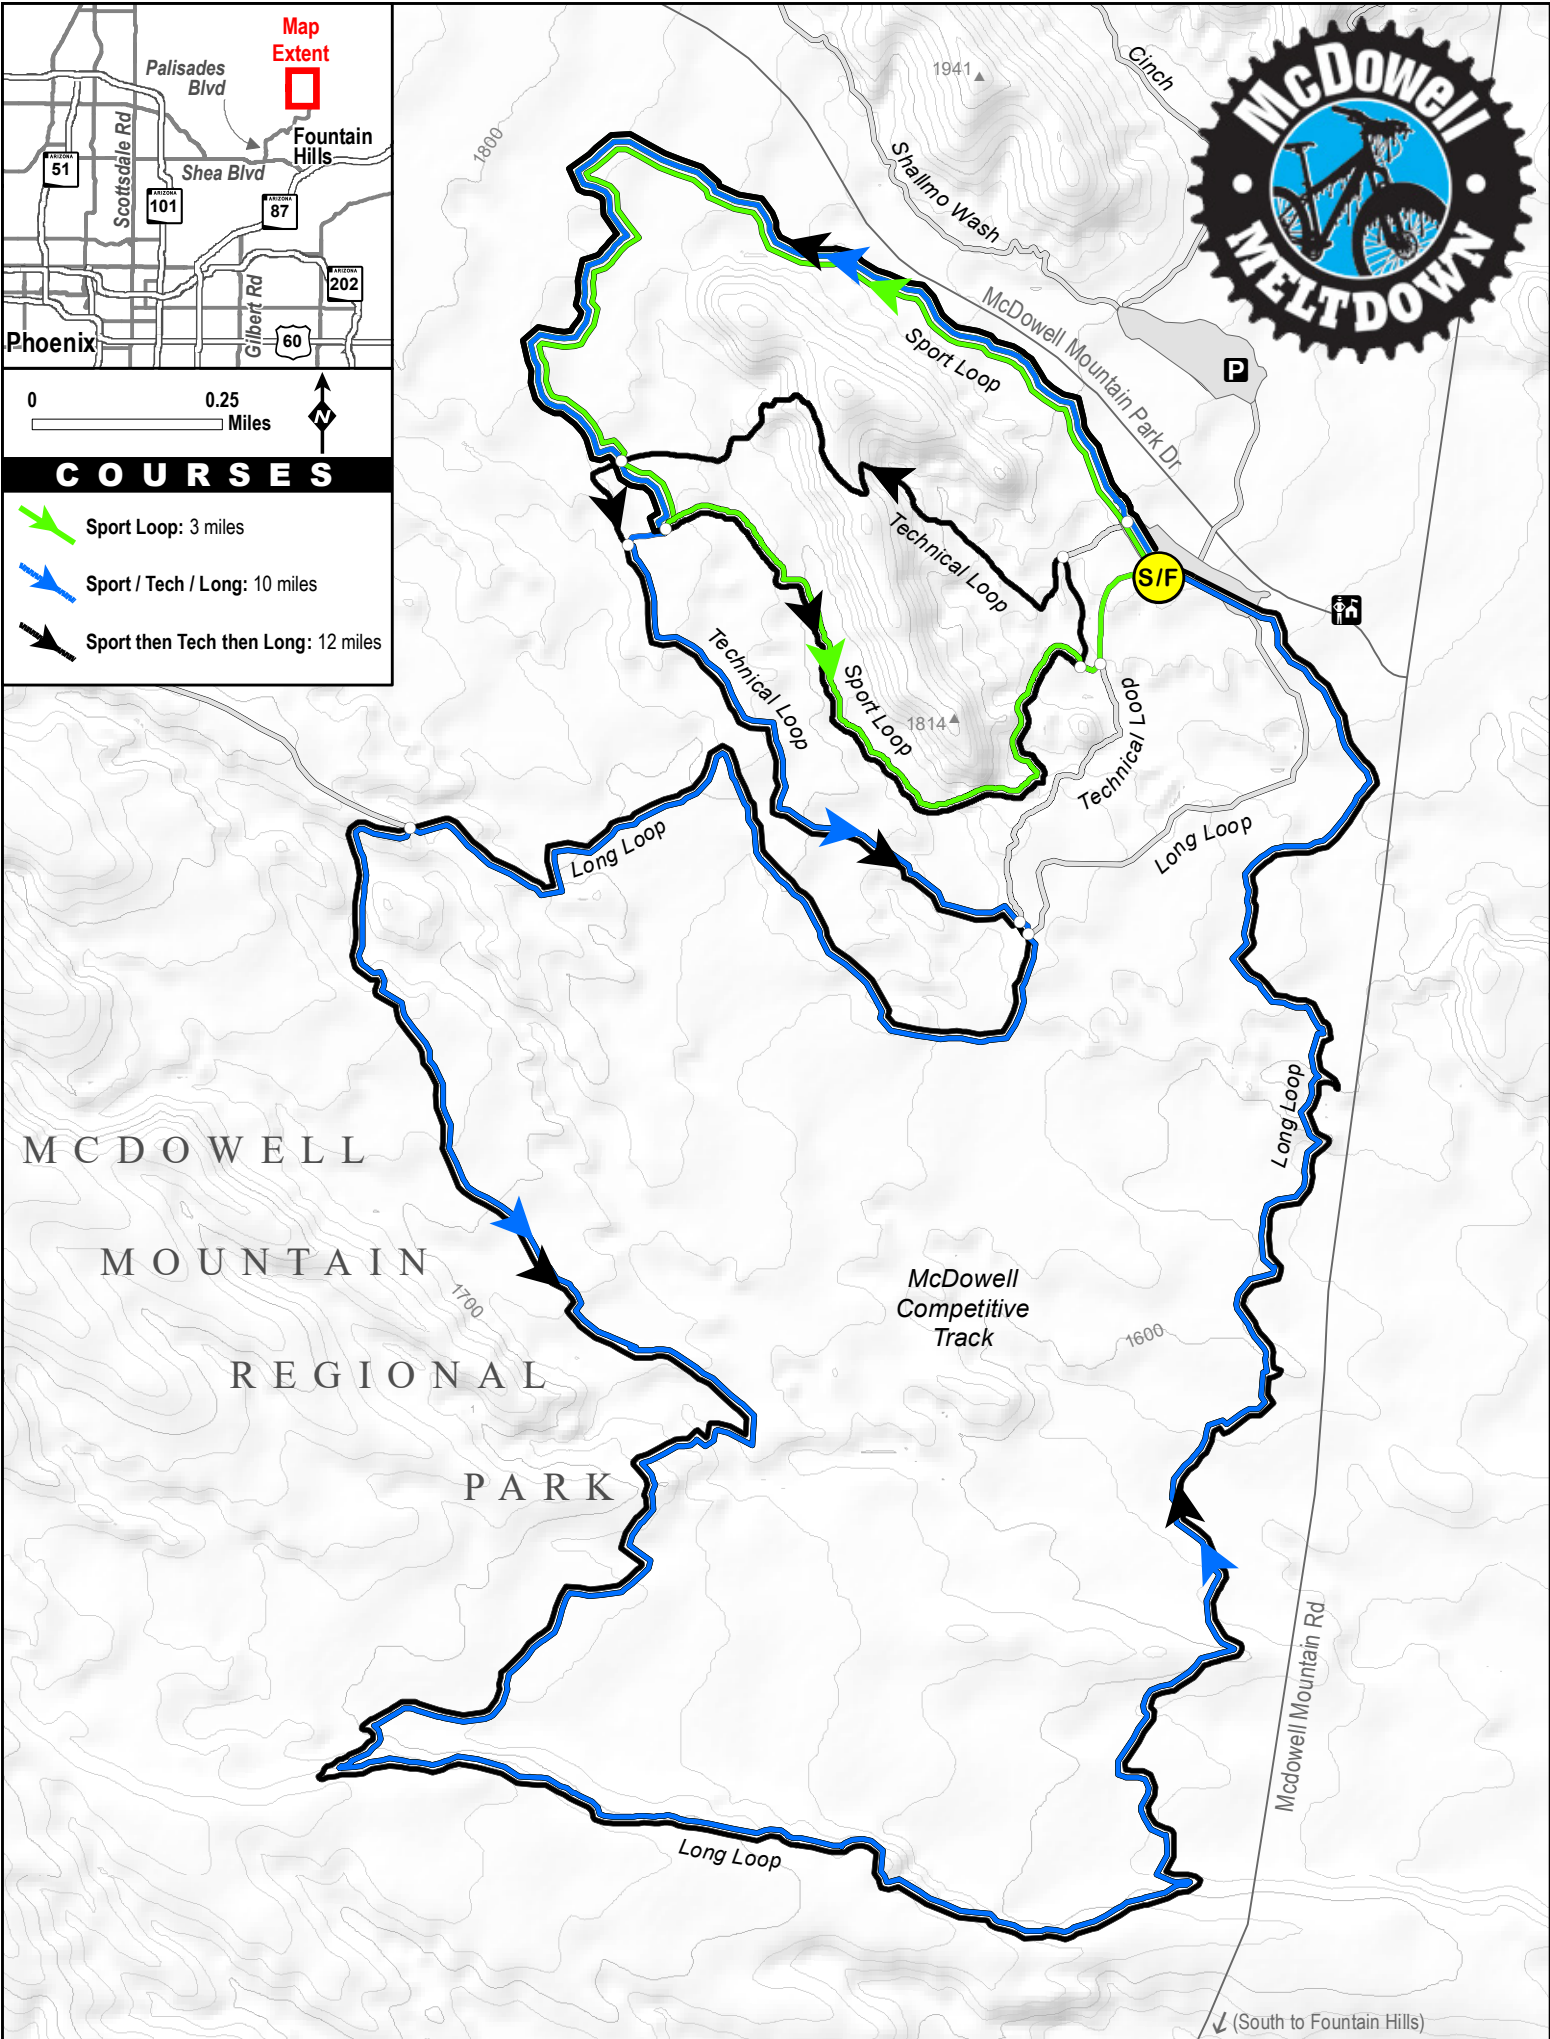 Map
Extent
Palisades
Blvd
Fountain
Hills
Scottsdale Rd
Shea Blvd
ARIZONA
51
ARIZONA
101
ARIZONA
87
ARIZONA
202
Gilbert Rd
60
Phoenix
0 0.25
Miles
N
COURSES
Sport Loop: 3 miles
Sport / Tech / Long: 10 miles
Sport then Tech then Long: 12 miles
McDowell
MELTDOWN
Cinch
1941
1800
Shallmo Wash
McDowell Mountain Park Dr
P
Sport Loop
Technical Loop
S/F
Technical Loop
Sport Loop
1814
Technical Loop
Long Loop
Long Loop
Long Loop
MCDOWELL
MOUNTAIN
REGIONAL
PARK
1700
McDowell
Competitive
Track
1600
Mcdowell Mountain Rd
Long Loop
(South to Fountain Hills)